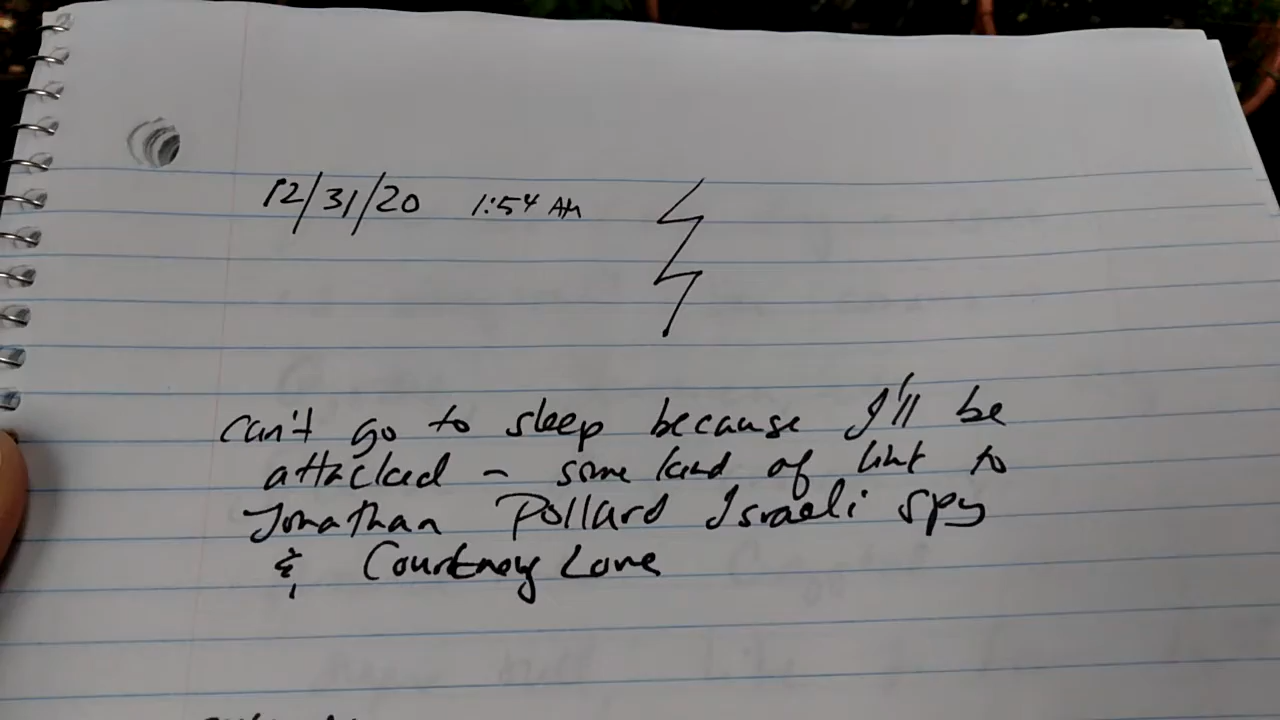 12/31/20 1:54 AM
can't go to sleep because I'll be
attacked - some kind of link to
Jonathan Pollard Israeli spy
& Courtney Love